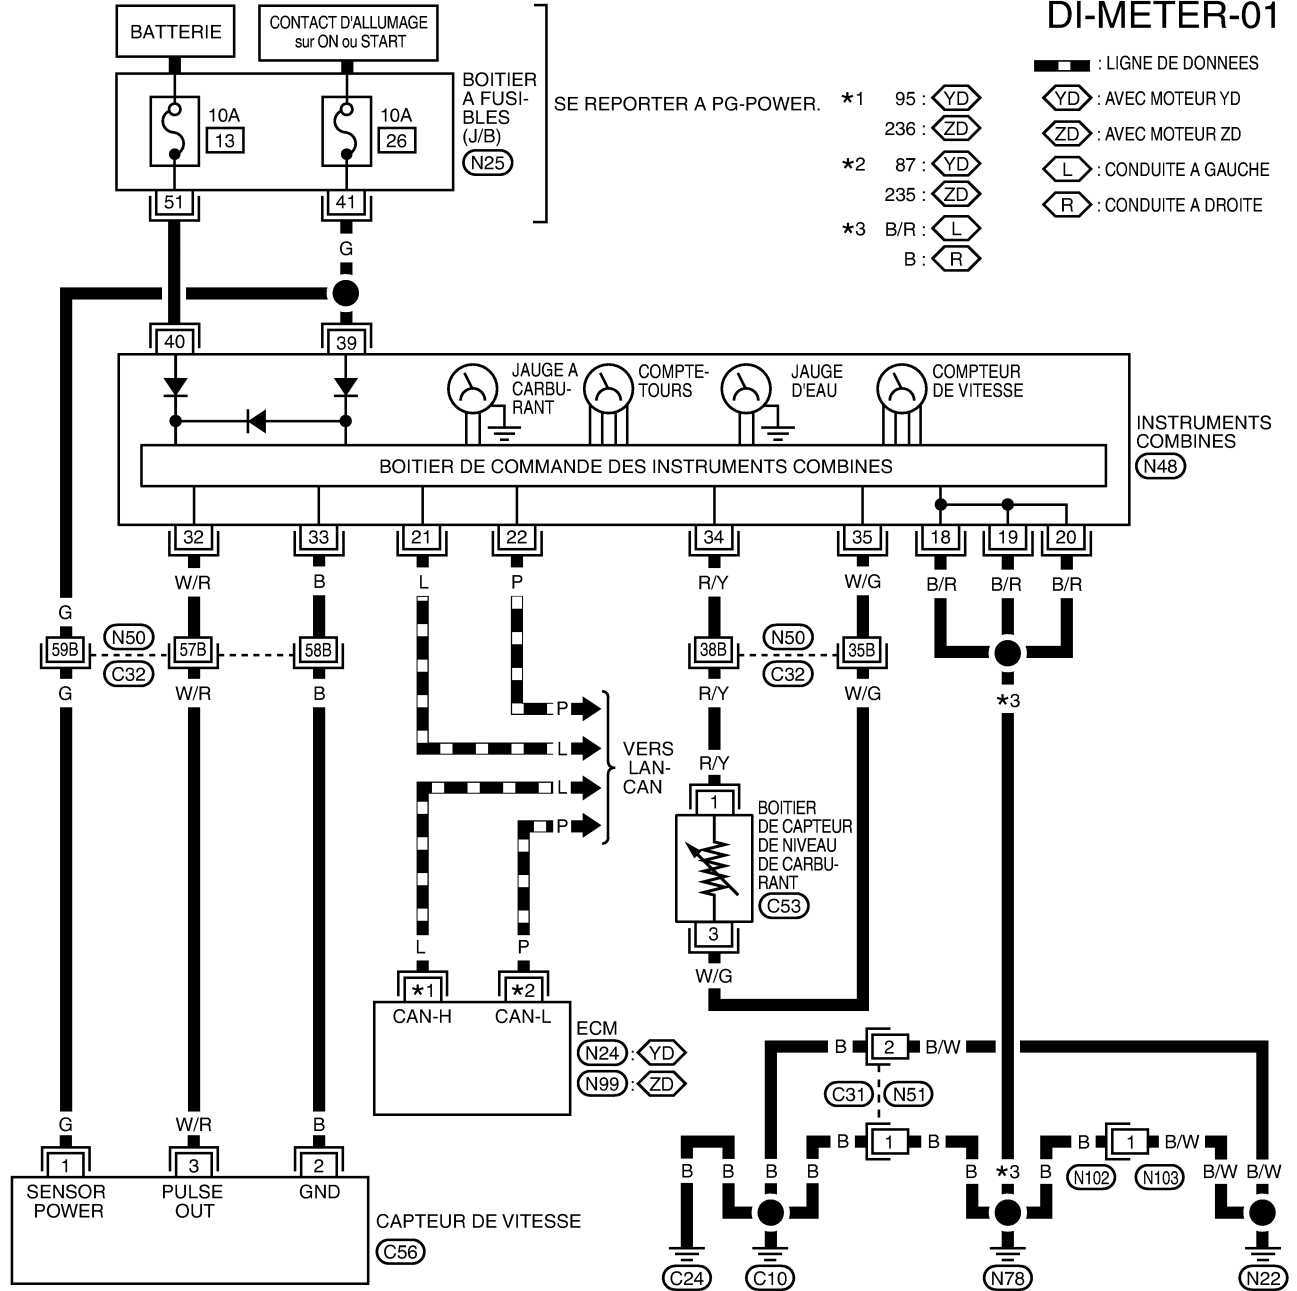 DI-METER-01
BATTERIE
CONTACT D'ALLUMAGE
sur ON ou START
10A
13
10A
26
BOITIER
A FUSI-
BLES
(J/B)
N25
SE REPORTER A PG-POWER.
*1 95 : YD
236 : ZD
*2 87 : YD
235 : ZD
*3 B/R : L
B : R
: LIGNE DE DONNEES
YD : AVEC MOTEUR YD
ZD : AVEC MOTEUR ZD
L : CONDUITE A GAUCHE
R : CONDUITE A DROITE
51
41
G
40
39
JAUGE A
CARBU-
RANT
COMPTE-
TOURS
JAUGE
D'EAU
COMPTEUR
DE VITESSE
BOITIER DE COMMANDE DES INSTRUMENTS COMBINES
INSTRUMENTS
COMBINES
N48
32
33
21
22
34
35
18
19
20
W/R
B
L
P
R/Y
W/G
B/R
B/R
B/R
G
59B
N50
C32
57B
58B
38B
N50
C32
35B
G
W/R
B
R/Y
W/G
*3
P
L
L
P
VERS
LAN-
CAN
R/Y
1
BOITIER
DE CAPTEUR
DE NIVEAU
DE CARBU-
RANT
C53
3
W/G
L
P
*1
*2
CAN-H
CAN-L
ECM
N24 : YD
N99 : ZD
B
2
B/W
C31
N51
B
1
B
B
1
B/W
N102
N103
B
B
B
B
B
*3
B
B/W
B/W
C24
C10
N78
N22
G
W/R
B
1
3
2
SENSOR
POWER
PULSE
OUT
GND
CAPTEUR DE VITESSE
C56